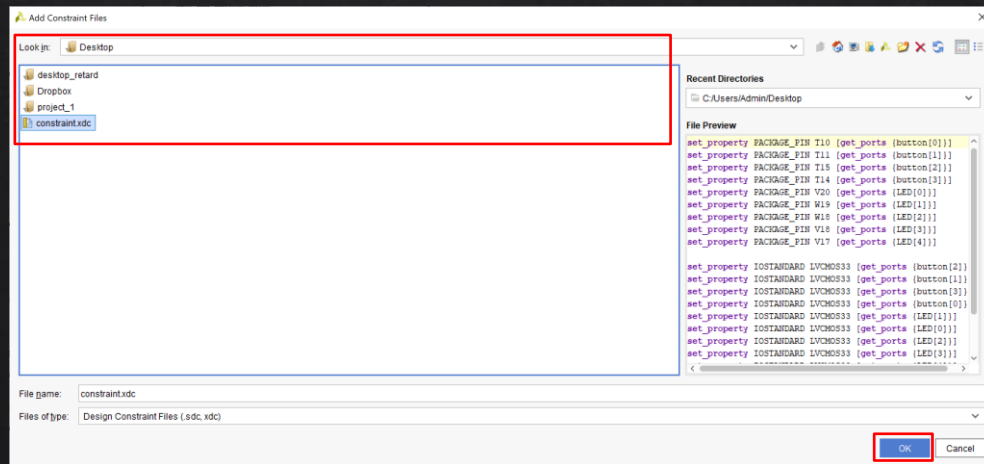 Add Constraint Files
Look in: Desktop
desktop_retard
Dropbox
project_1
constraint.xdc
Recent Directories
C:/Users/Admin/Desktop
File Preview
set_property PACKAGE_PIN T10 [get_ports {button[0]}]
set_property PACKAGE_PIN T11 [get_ports {button[1]}]
set_property PACKAGE_PIN T15 [get_ports {button[2]}]
set_property PACKAGE_PIN T14 [get_ports {button[3]}]
set_property PACKAGE_PIN V20 [get_ports {LED[0]}]
set_property PACKAGE_PIN W19 [get_ports {LED[1]}]
set_property PACKAGE_PIN W18 [get_ports {LED[2]}]
set_property PACKAGE_PIN V18 [get_ports {LED[3]}]
set_property PACKAGE_PIN V17 [get_ports {LED[4]}]
set_property IOSTANDARD LVCMOS33 [get_ports {button[2]}
set_property IOSTANDARD LVCMOS33 [get_ports {button[1]}
set_property IOSTANDARD LVCMOS33 [get_ports {button[3]}
set_property IOSTANDARD LVCMOS33 [get_ports {button[0]}
set_property IOSTANDARD LVCMOS33 [get_ports {LED[1]}]
set_property IOSTANDARD LVCMOS33 [get_ports {LED[0]}]
set_property IOSTANDARD LVCMOS33 [get_ports {LED[2]}]
set_property IOSTANDARD LVCMOS33 [get_ports {LED[3]}]
File name: constraint.xdc
Files of type: Design Constraint Files (.sdc, xdc)
OK Cancel